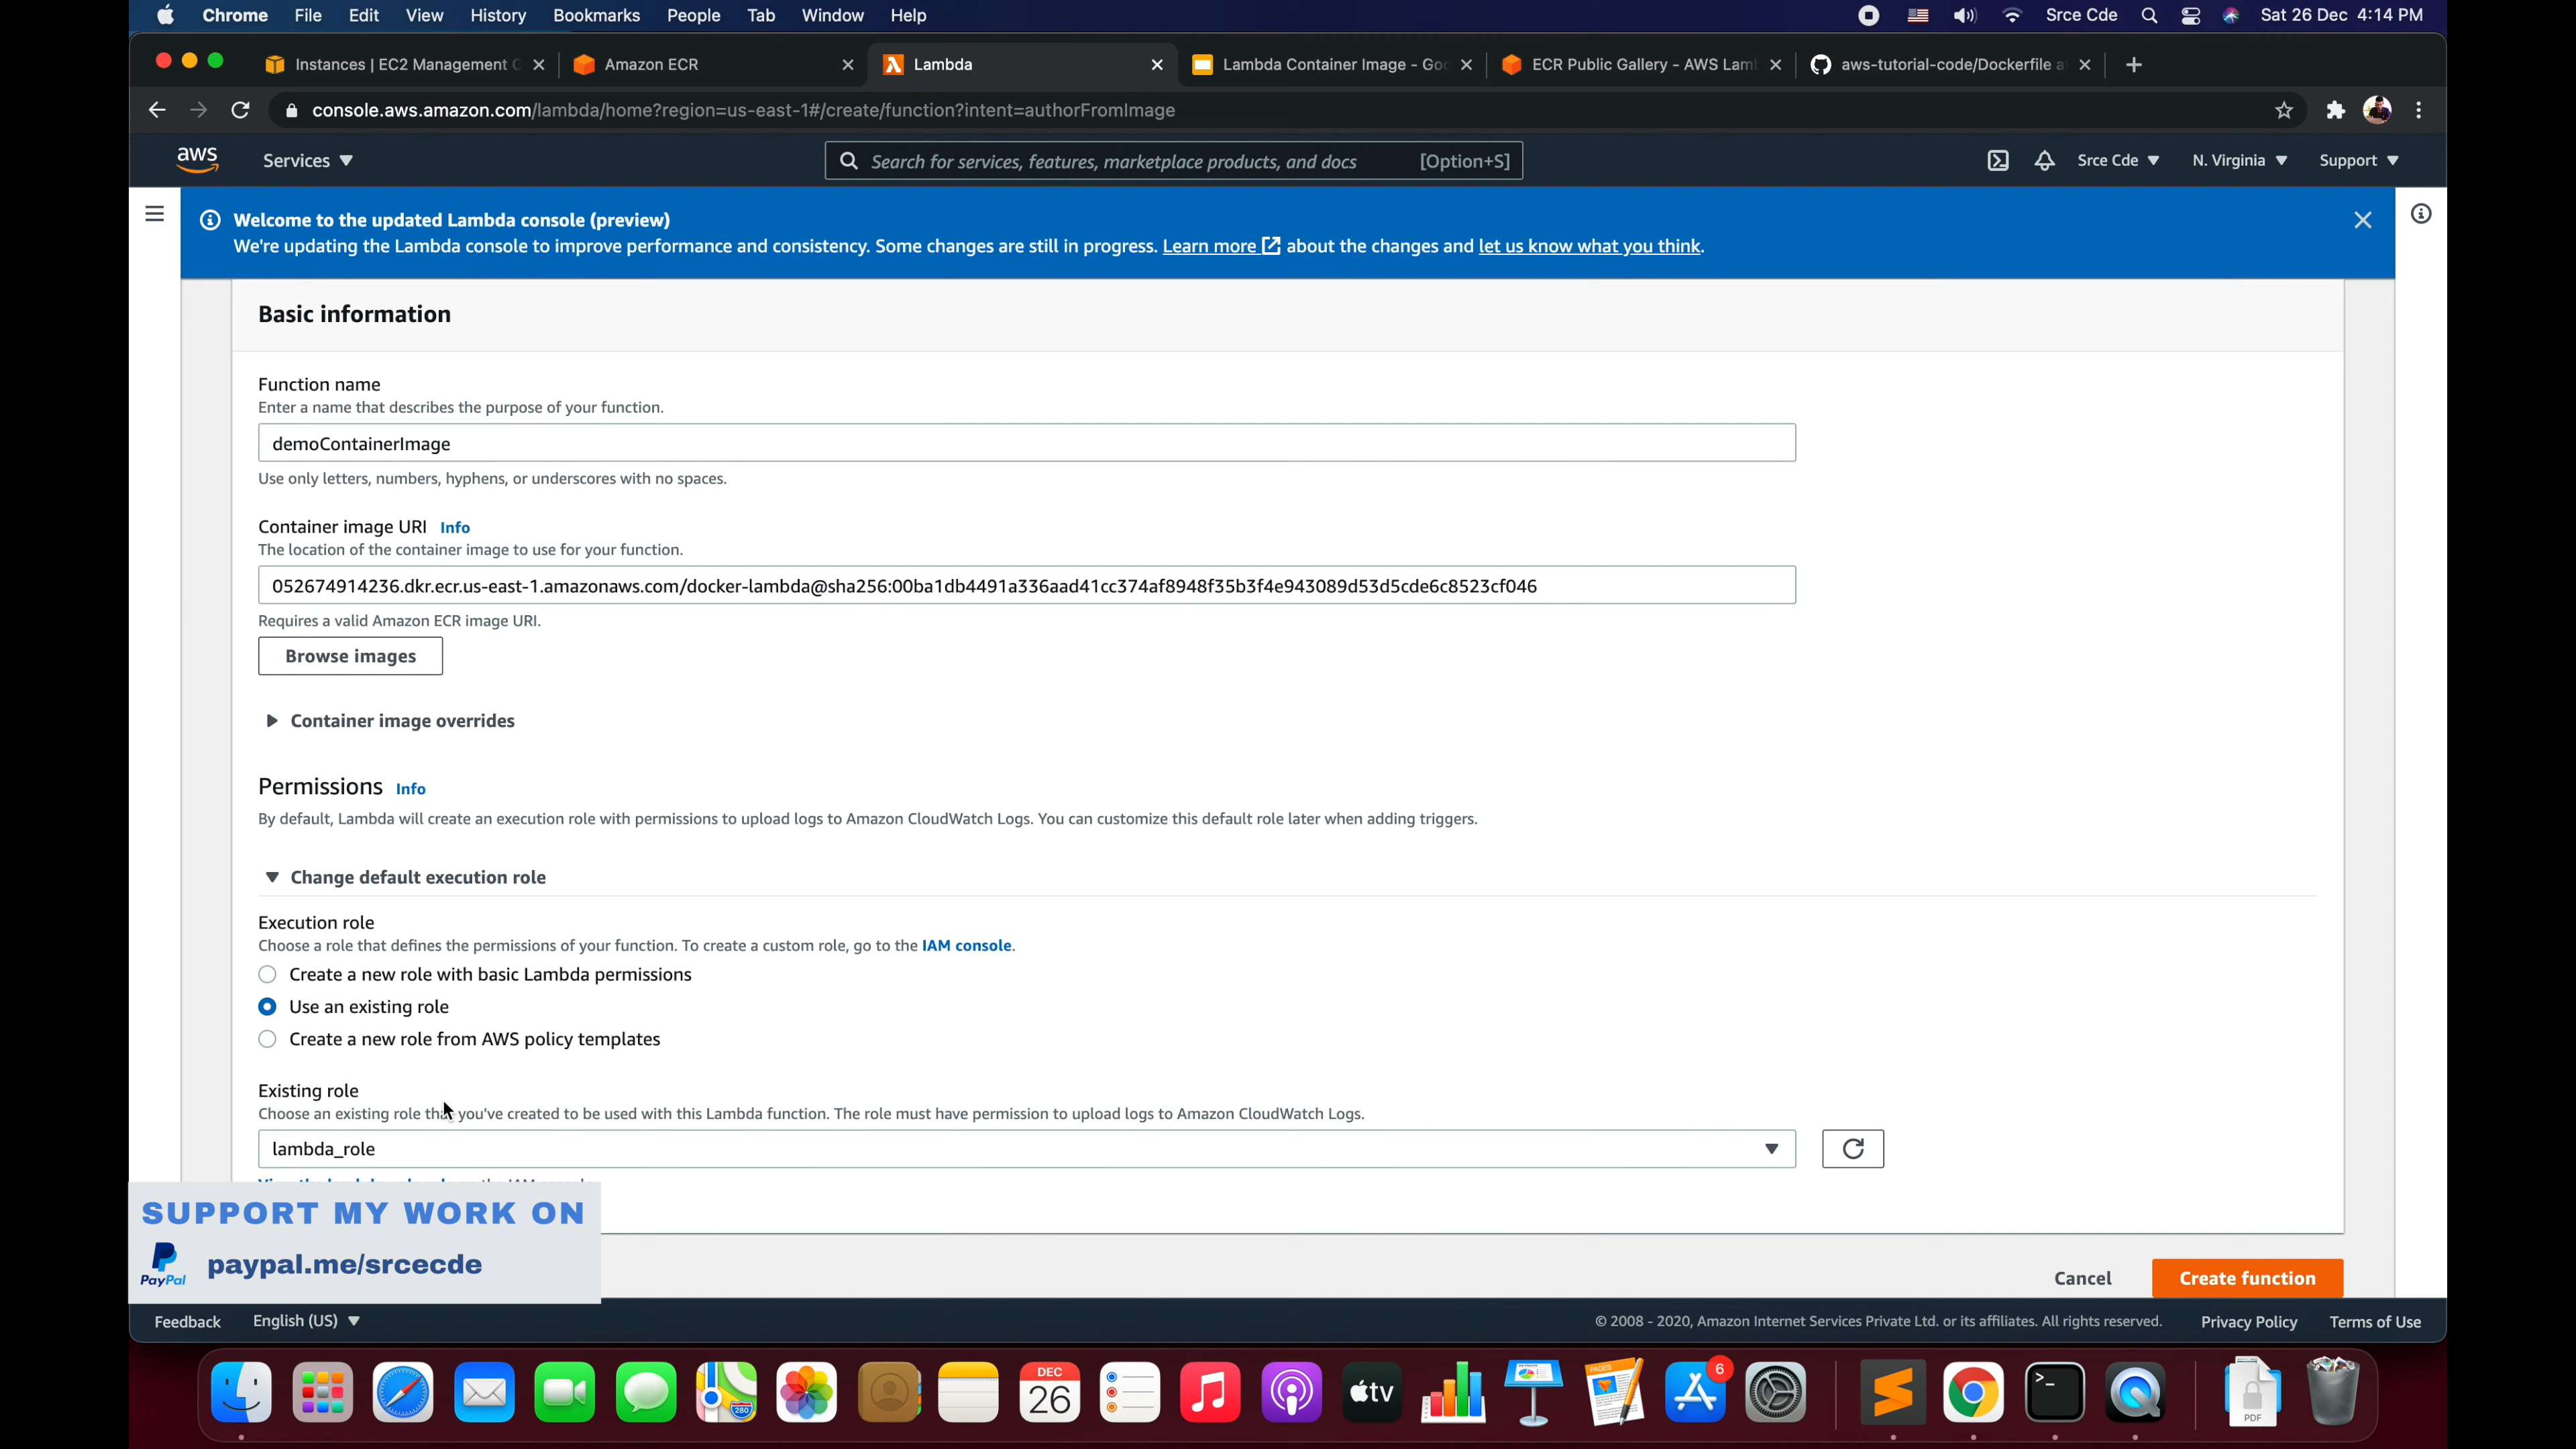 Chrome File Edit View History Bookmarks People Tab Window Help Srce Cde Sat 26 Dec 4:14 PM
Instances | EC2 Management C Amazon ECR Lambda Lambda Container Image - Goo ECR Public Gallery - AWS Lam aws-tutorial-code/Dockerfile a
console.aws.amazon.com/lambda/home?region=us-east-1#/create/function?intent=authorFromImage
aws Services Search for services, features, marketplace products, and docs [Option+S] Srce Cde N. Virginia Support
Welcome to the updated Lambda console (preview)
We're updating the Lambda console to improve performance and consistency. Some changes are still in progress. Learn more about the changes and let us know what you think.
Basic information
Function name
Enter a name that describes the purpose of your function.
demoContainerImage
Use only letters, numbers, hyphens, or underscores with no spaces.
Container image URI Info
The location of the container image to use for your function.
052674914236.dkr.ecr.us-east-1.amazonaws.com/docker-lambda@sha256:00ba1db4491a336aad41cc374af8948f35b3f4e943089d53d5cde6c8523cf046
Requires a valid Amazon ECR image URI.
Browse images
Container image overrides
Permissions Info
By default, Lambda will create an execution role with permissions to upload logs to Amazon CloudWatch Logs. You can customize this default role later when adding triggers.
Change default execution role
Execution role
Choose a role that defines the permissions of your function. To create a custom role, go to the IAM console.
Create a new role with basic Lambda permissions
Use an existing role
Create a new role from AWS policy templates
Existing role
Choose an existing role that you've created to be used with this Lambda function. The role must have permission to upload logs to Amazon CloudWatch Logs.
lambda_role
SUPPORT MY WORK ON
PayPal paypal.me/srcecde
Cancel Create function
Feedback English (US) © 2008 - 2020, Amazon Internet Services Private Ltd. or its affiliates. All rights reserved. Privacy Policy Terms of Use
DEC
26
280
tv
PAGES
6
PDF